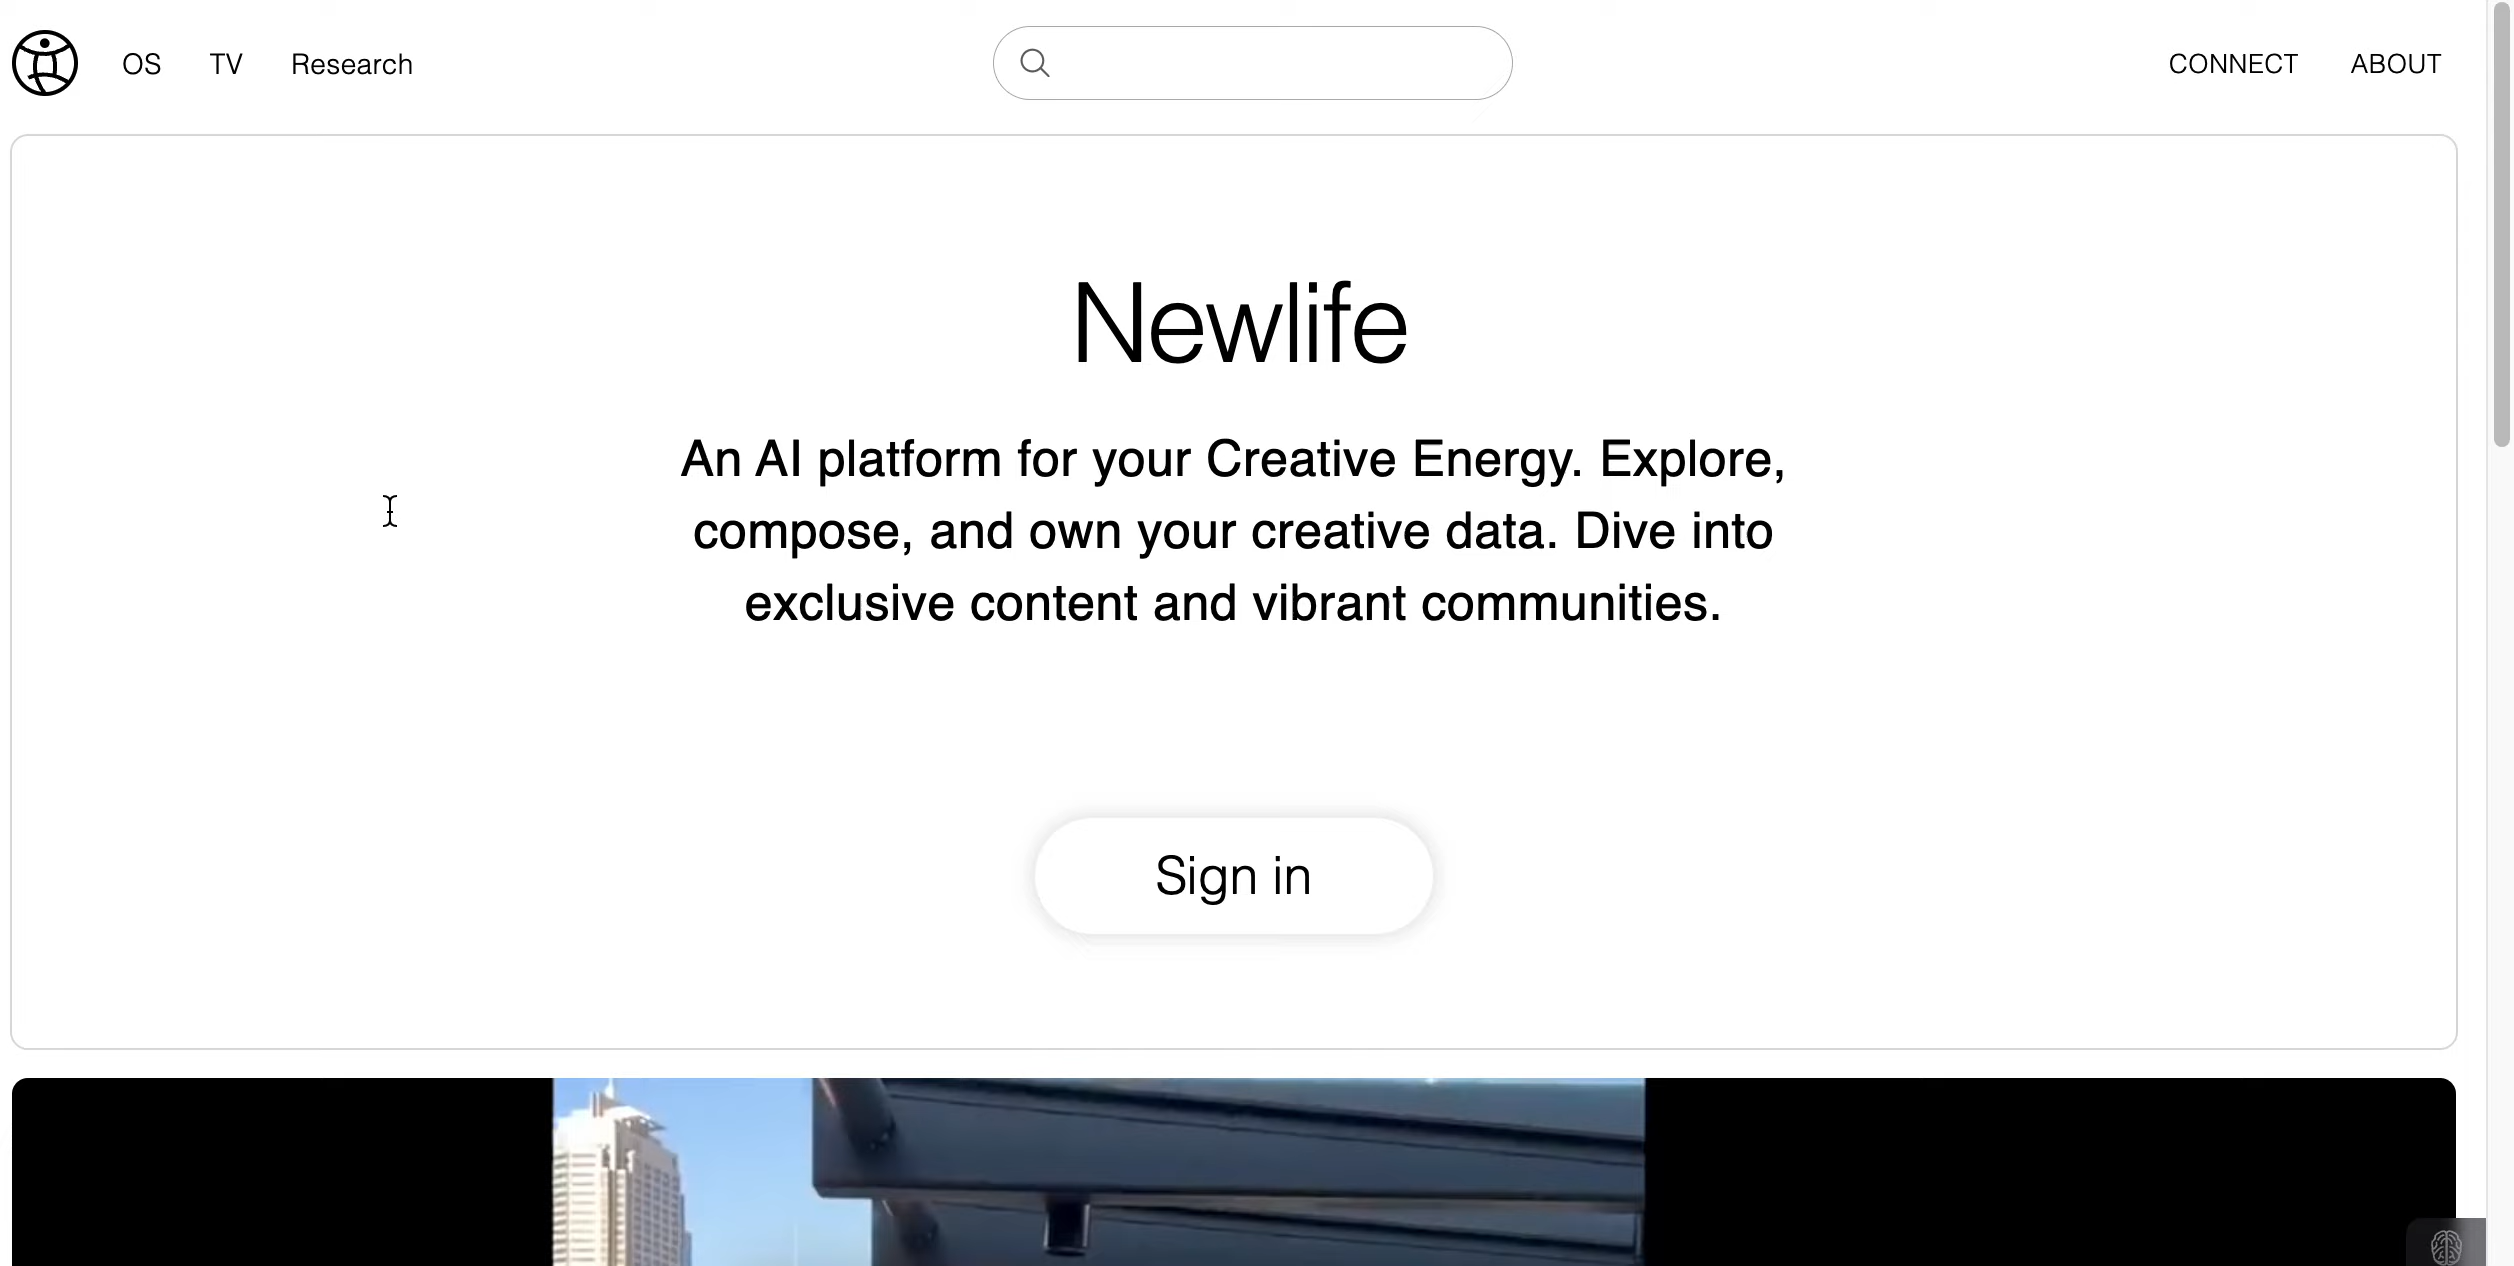 OS TV Research CONNECT ABOUT
Newlife
An AI platform for your Creative Energy. Explore,
compose, and own your creative data. Dive into
exclusive content and vibrant communities.
Sign in